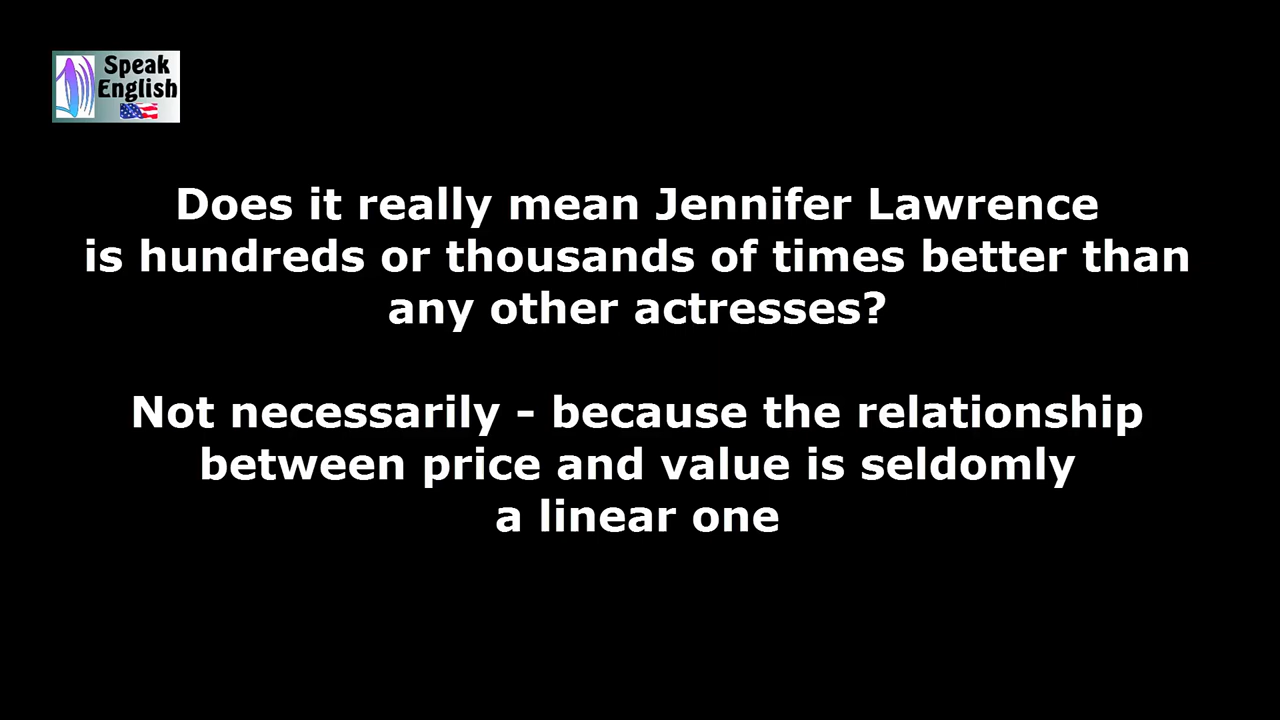 Speak
English
Does it really mean Jennifer Lawrence
is hundreds or thousands of times better than
any other actresses?
Not necessarily - because the relationship
between price and value is seldomly
a linear one